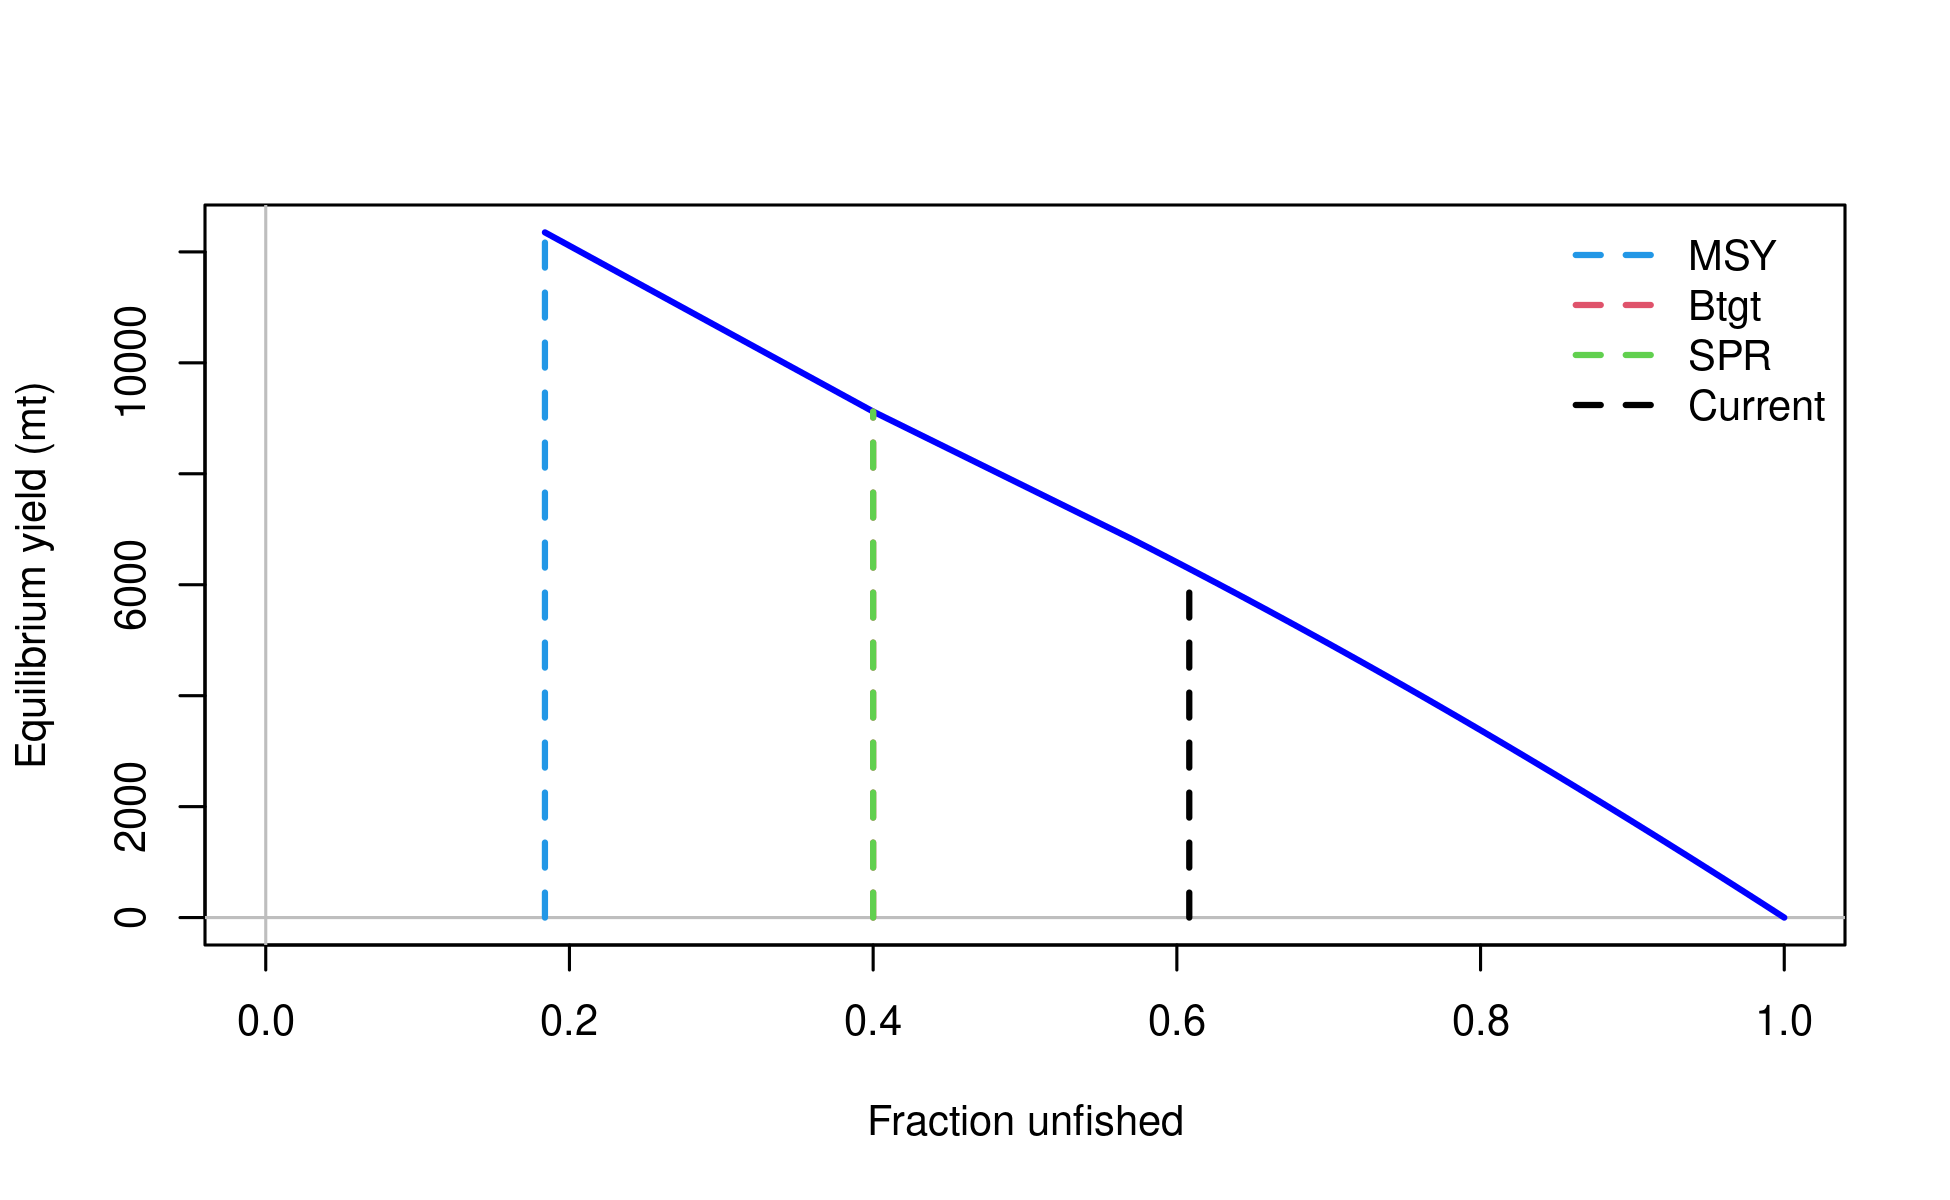 Equilibrium yield (mt)
10000
6000
2000
0
MSY
Btgt
SPR
Current
0.0 0.2 0.4 0.6 0.8 1.0
Fraction unfished